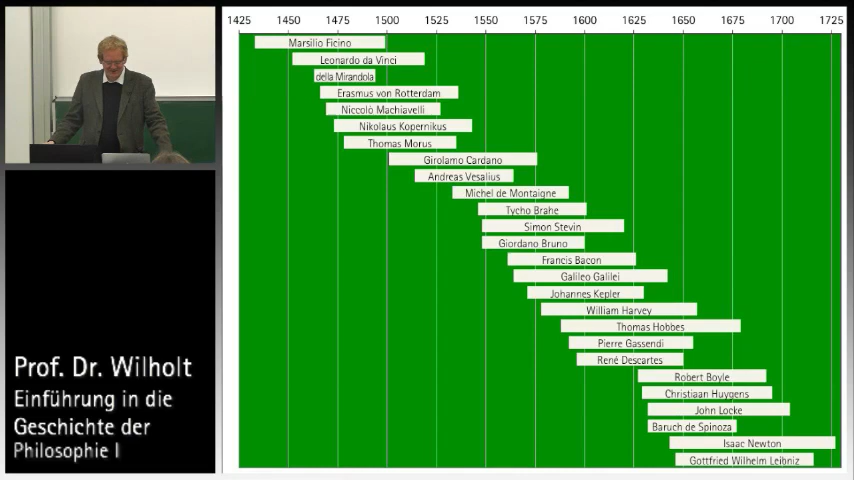 1425 1450 1475 1500 1525 1550 1575 1600 1625 1650 1675 1700 1725
Marsilio Ficino
Leonardo da Vinci
della Mirandola
Erasmus von Rotterdam
Niccolò Machiavelli
Nikolaus Kopernikus
Thomas Morus
Girolamo Cardano
Andreas Vesalius
Michel de Montaigne
Tycho Brahe
Simon Stevin
Giordano Bruno
Francis Bacon
Galileo Galilei
Johannes Kepler
William Harvey
Thomas Hobbes
Pierre Gassendi
René Descartes
Robert Boyle
Christiaan Huygens
John Locke
Baruch de Spinoza
Isaac Newton
Gottfried Wilhelm Leibniz
Prof. Dr. Wilholt
Einführung in die
Geschichte der
Philosophie I